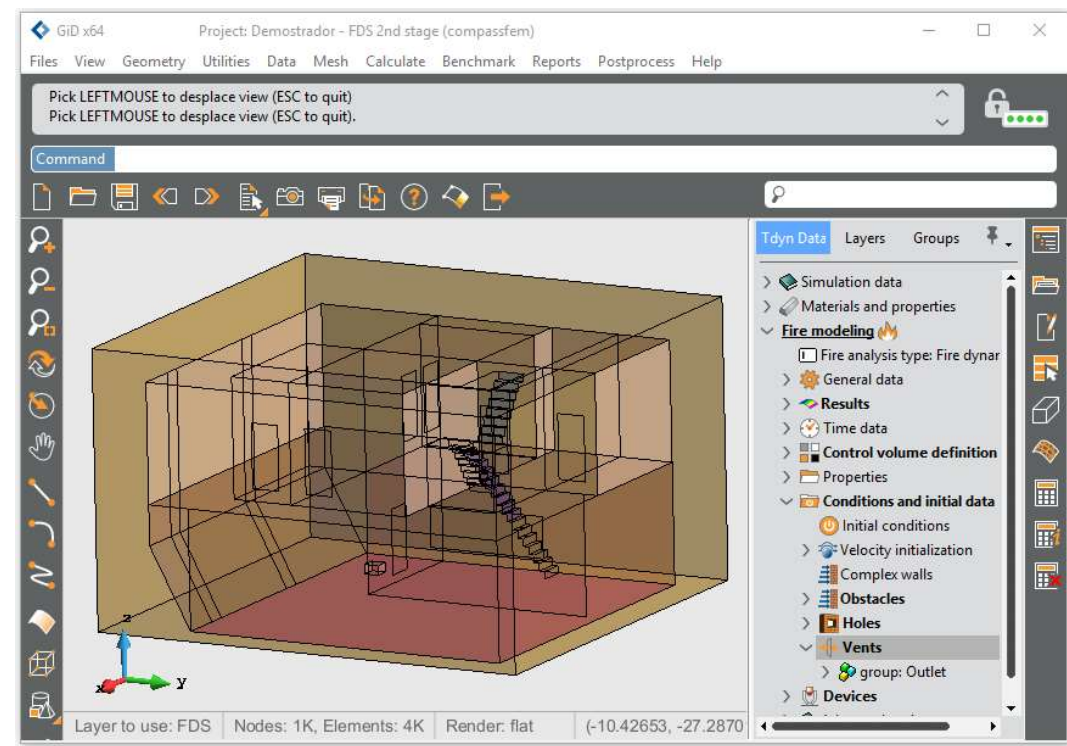 GiD x64 Project: Demostrador - FDS 2nd stage (compassfem)
Files View Geometry Utilities Data Mesh Calculate Benchmark Reports Postprocess Help
Pick LEFTMOUSE to desplace view (ESC to quit)
Pick LEFTMOUSE to desplace view (ESC to quit).
Command
Tdyn Data Layers Groups
Simulation data
Materials and properties
Fire modeling
Fire analysis type: Fire dynar
General data
Results
Time data
Control volume definition
Properties
Conditions and initial data
Initial conditions
Velocity initialization
Complex walls
Obstacles
Holes
Vents
group: Outlet
Devices
z
x y
Layer to use: FDS Nodes: 1K, Elements: 4K Render: flat (-10.42653, -27.2870